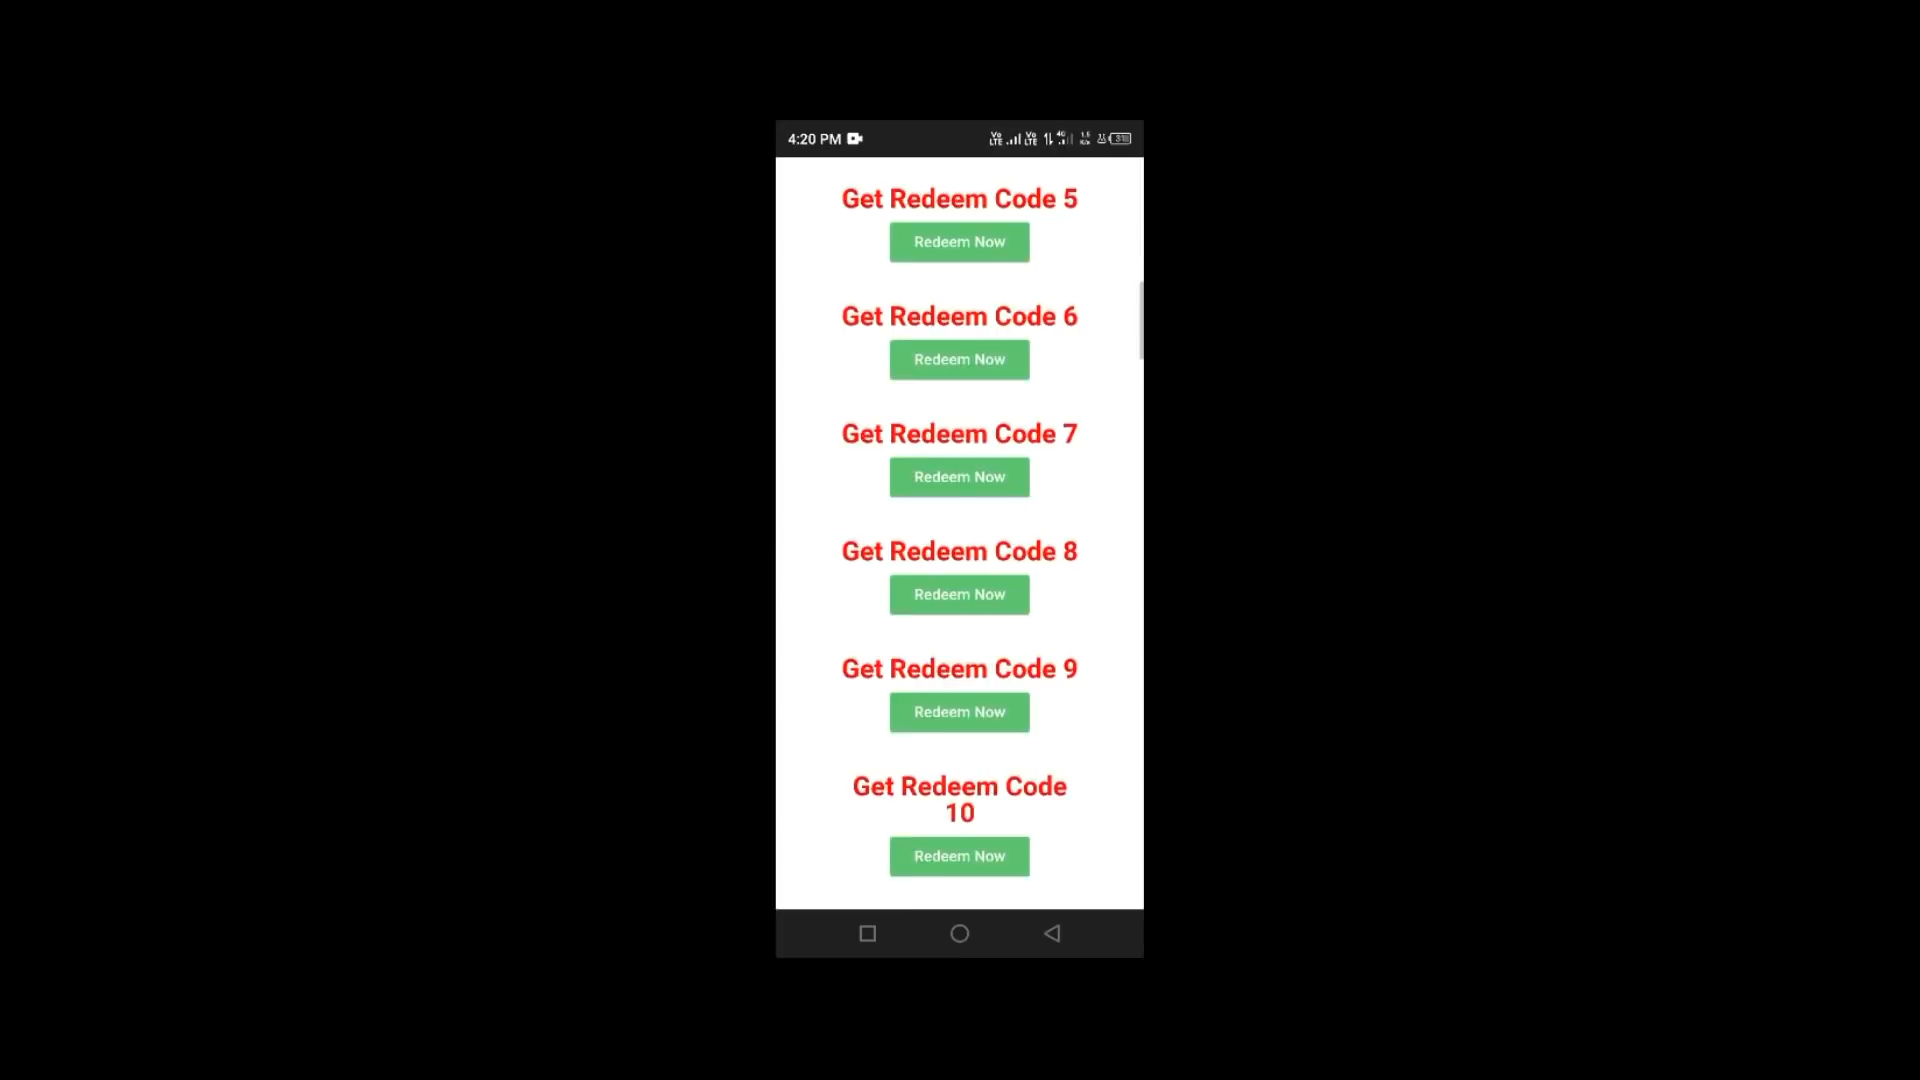 4:20 PM
Get Redeem Code 5
Redeem Now
Get Redeem Code 6
Redeem Now
Get Redeem Code 7
Redeem Now
Get Redeem Code 8
Redeem Now
Get Redeem Code 9
Redeem Now
Get Redeem Code
10
Redeem Now